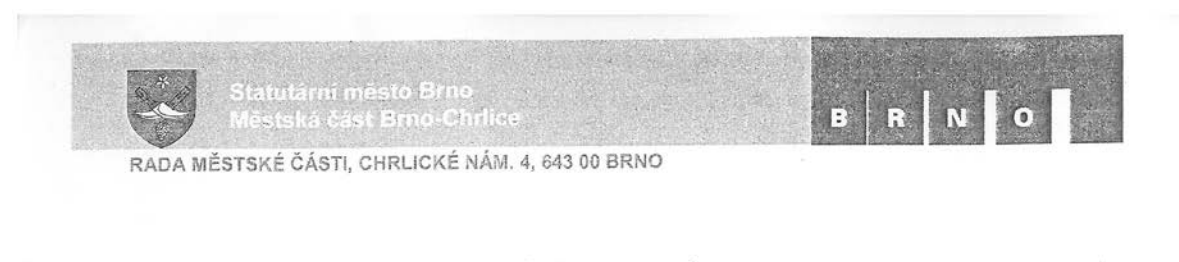 Statutární město Brno
Městská část Brno-Chrlice
B R N O
RADA MĚSTSKÉ ČÁSTI, CHRLICKÉ NÁM. 4, 643 00 BRNO